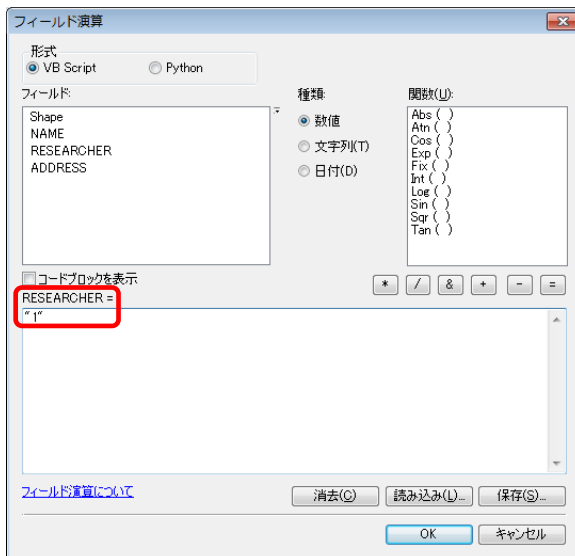 フィールド演算
形式
VB Script
Python
フィールド:
Shape
NAME
RESEARCHER
ADDRESS
種類:
数値
文字列(T)
日付(D)
関数(U):
Abs ( )
Atn ( )
Cos ( )
Exp ( )
Fix ( )
Int ( )
Log ( )
Sin ( )
Sqr ( )
Tan ( )
コードブロックを表示
* / & + - =
RESEARCHER =
"1"
フィールド演算について
消去(C)
読み込み(L)...
保存(S)...
OK
キャンセル